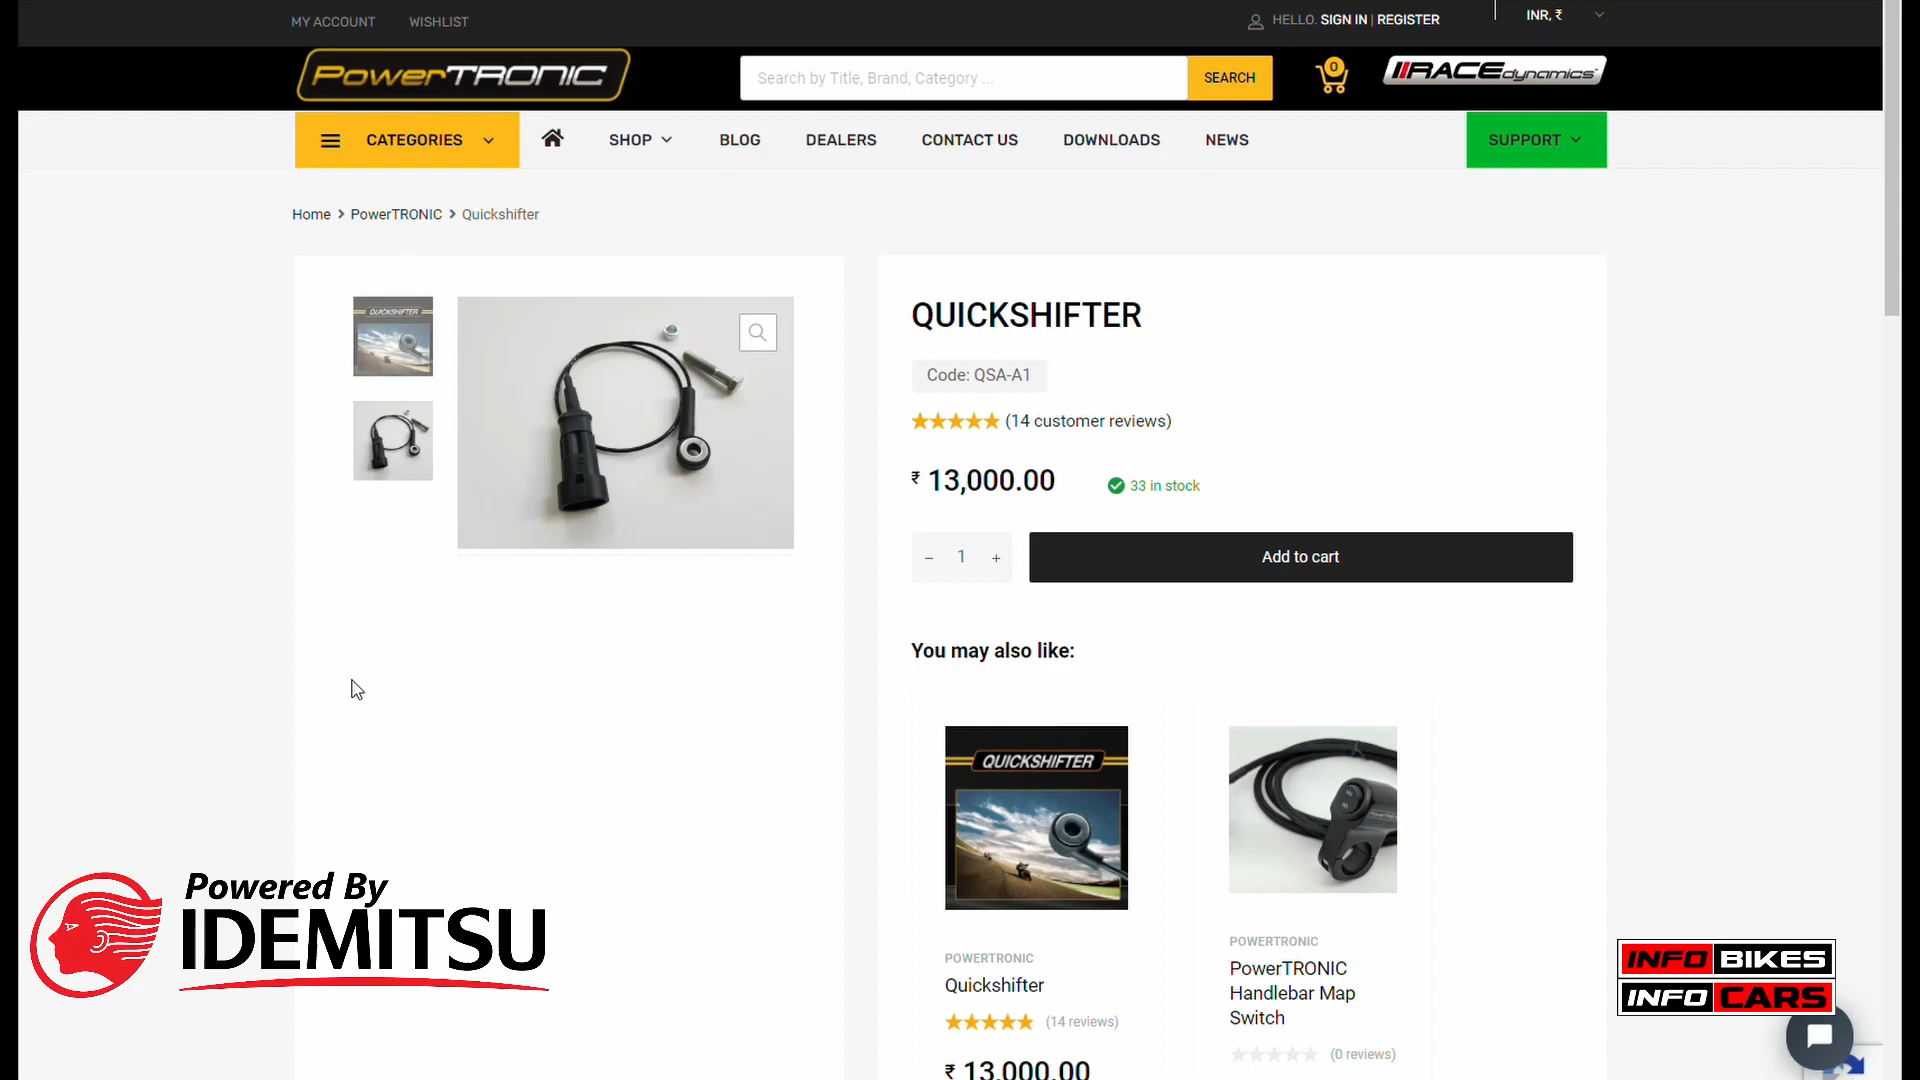 MY ACCOUNT WISHLIST
HELLO. SIGN IN | REGISTER
INR, ₹
PowerTRONIC
Search by Title, Brand, Category ...
SEARCH
0
RACE dynamics
CATEGORIES
SHOP
BLOG
DEALERS
CONTACT US
DOWNLOADS
NEWS
SUPPORT
Home > PowerTRONIC > Quickshifter
QUICKSHIFTER
QUICKSHIFTER
Code: QSA-A1
(14 customer reviews)
₹ 13,000.00
33 in stock
- 1 +
Add to cart
You may also like:
QUICKSHIFTER
POWERTRONIC
Quickshifter
(14 reviews)
₹ 13,000.00
POWERTRONIC
PowerTRONIC
Handlebar Map
Switch
(0 reviews)
Powered By
IDEMITSU
INFO BIKES
INFO CARS